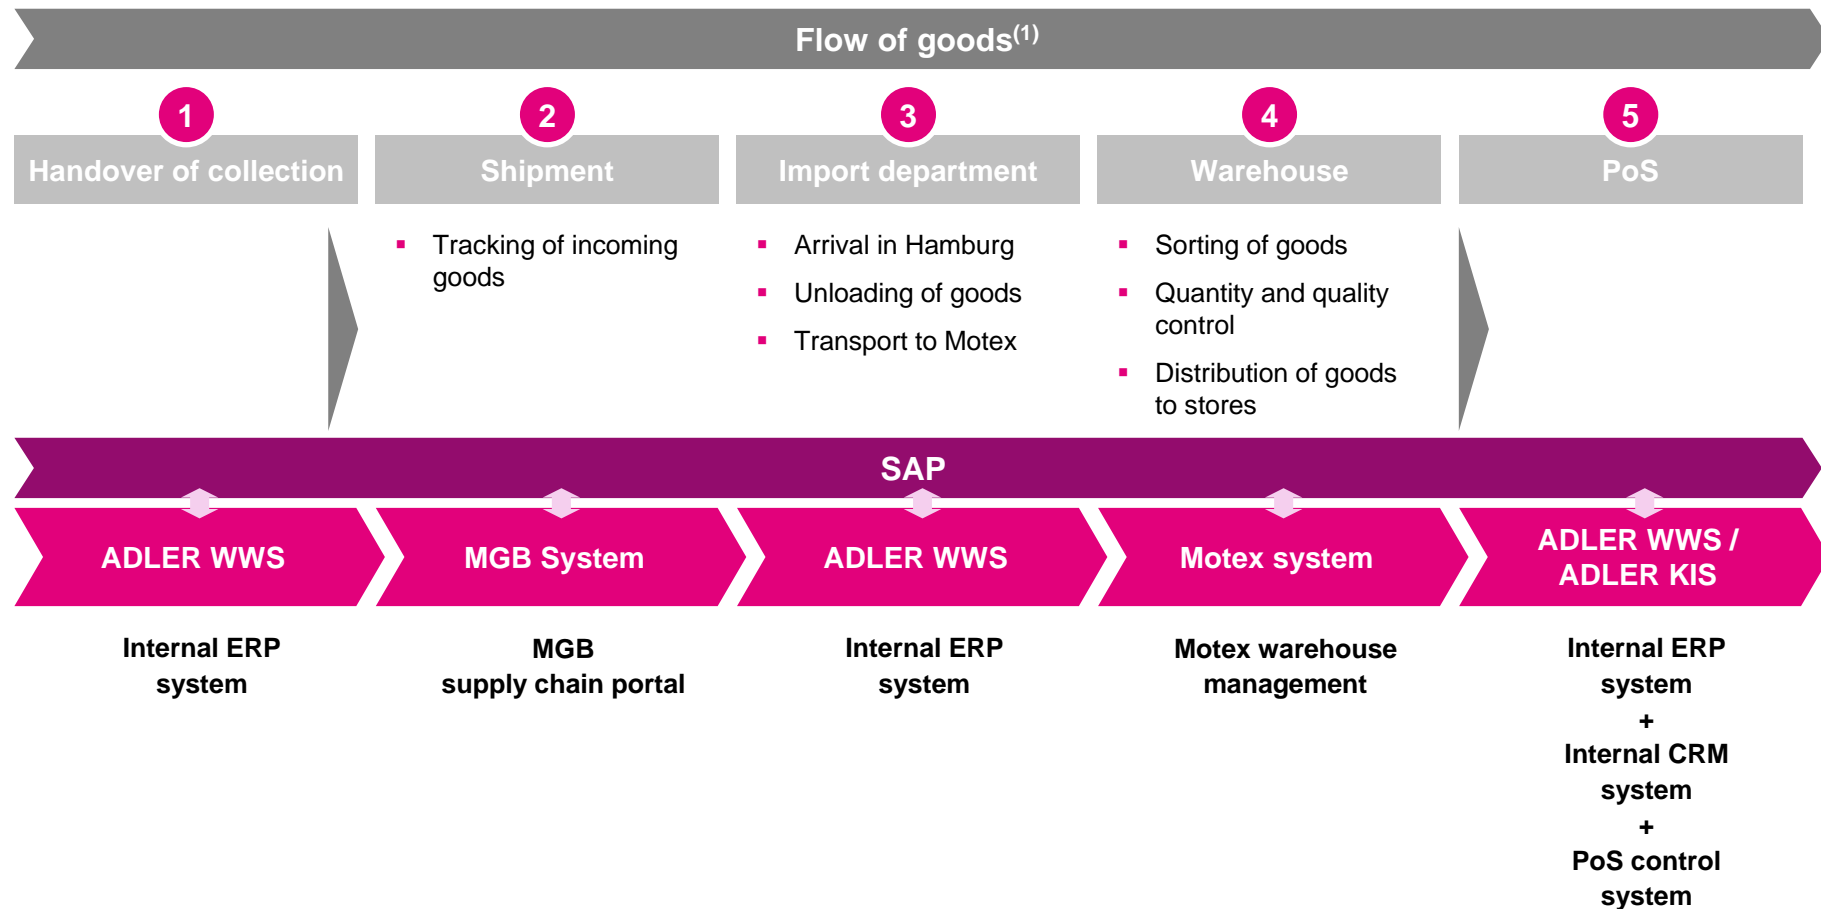 Flow of goods(1)
1
Handover of collection
2
Shipment
▪ Tracking of incoming
goods
3
Import department
▪ Arrival in Hamburg
▪ Unloading of goods
▪ Transport to Motex
4
Warehouse
▪ Sorting of goods
▪ Quantity and quality
control
▪ Distribution of goods
to stores
5
PoS
SAP
ADLER WWS
Internal ERP
system
MGB System
MGB
supply chain portal
ADLER WWS
Internal ERP
system
Motex system
Motex warehouse
management
ADLER WWS /
ADLER KIS
Internal ERP
system
+
Internal CRM
system
+
PoS control
system